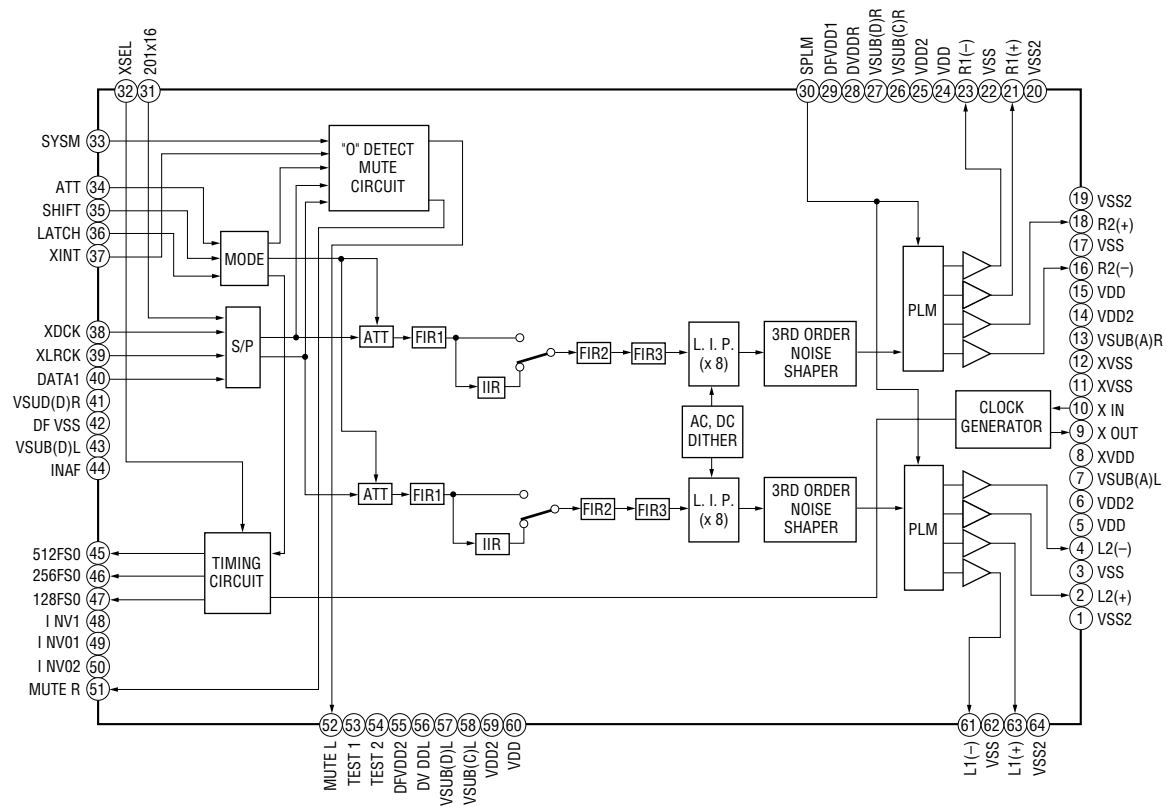 XSEL
201x16
SPLM
DFVDD1
DVDDR
VSUB(D)R
VSUB(C)R
VDD2
VDD
R1(–)
VSS
R1(+)
VSS2
32 31 30 29 28 27 26 25 24 23 22 21 20
SYSM 33
ATT 34
SHIFT 35
LATCH 36
XINT 37
XDCK 38
XLRCK 39
DATA1 40
VSUD(D)R 41
DF VSS 42
VSUB(D)L 43
INAF 44
512FS0 45
256FS0 46
128FS0 47
I NV1 48
I NV01 49
I NV02 50
MUTE R 51
"O" DETECT
MUTE
CIRCUIT
MODE
S/P
ATT
FIR1
IIR
FIR2
FIR3
L. I. P.
(x 8)
3RD ORDER
NOISE
SHAPER
PLM
AC, DC
DITHER
CLOCK
GENERATOR
ATT
FIR1
IIR
FIR2
FIR3
L. I. P.
(x 8)
3RD ORDER
NOISE
SHAPER
PLM
TIMING
CIRCUIT
19 VSS2
18 R2(+)
17 VSS
16 R2(–)
15 VDD
14 VDD2
13 VSUB(A)R
12 XVSS
11 XVSS
10 X IN
9 X OUT
8 XVDD
7 VSUB(A)L
6 VDD2
5 VDD
4 L2(–)
3 VSS
2 L2(+)
1 VSS2
52 53 54 55 56 57 58 59 60 61 62 63 64
MUTE L
TEST 1
TEST 2
DFVDD2
DV DDL
VSUB(D)L
VSUB(C)L
VDD2
VDD
L1(–)
VSS
L1(+)
VSS2